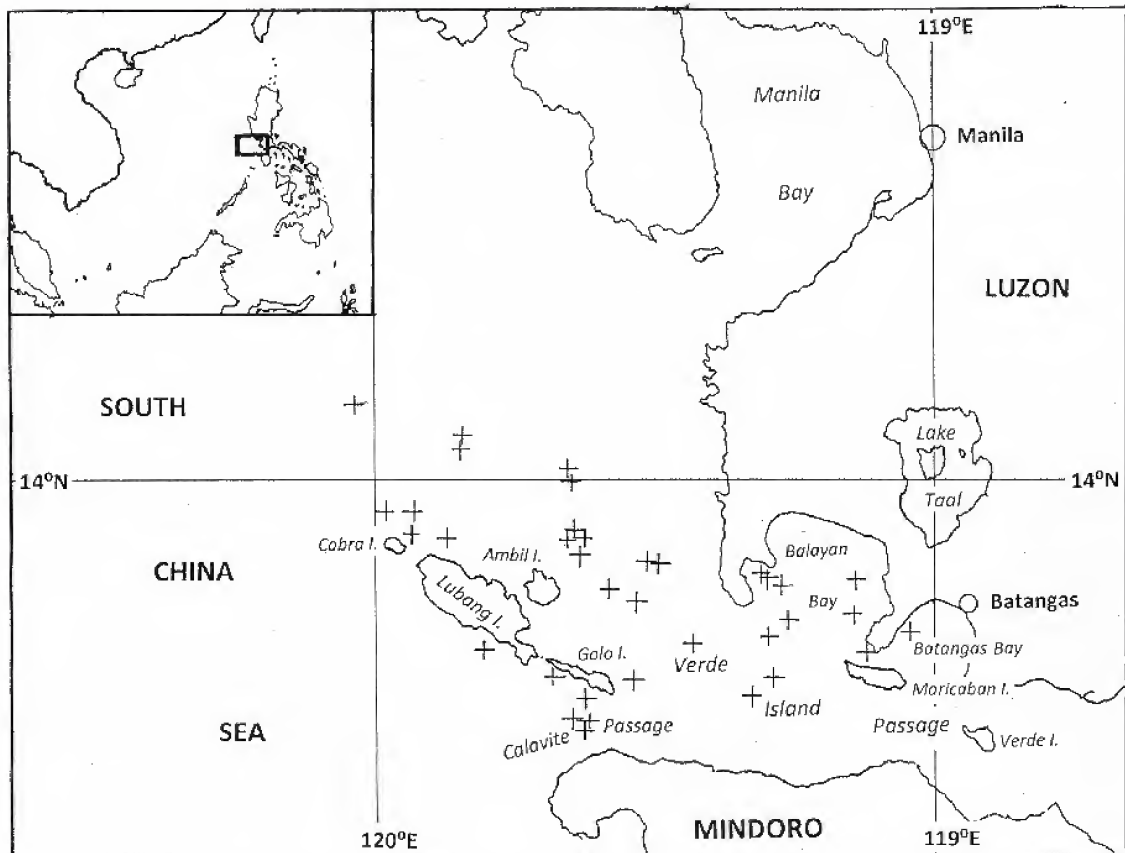 119°E
Manila
Bay
Manila
LUZON
SOUTH
Lake
Taal
14°N
14°N
Cobra I.
Ambil I.
Balayan
CHINA
Lubang I.
Bay
Batangas
Golo I.
Verde
Batangas Bay
Maricaban I.
Island
SEA
Calavite
Passage
Passage
Verde I.
MINDORO
120°E
119°E